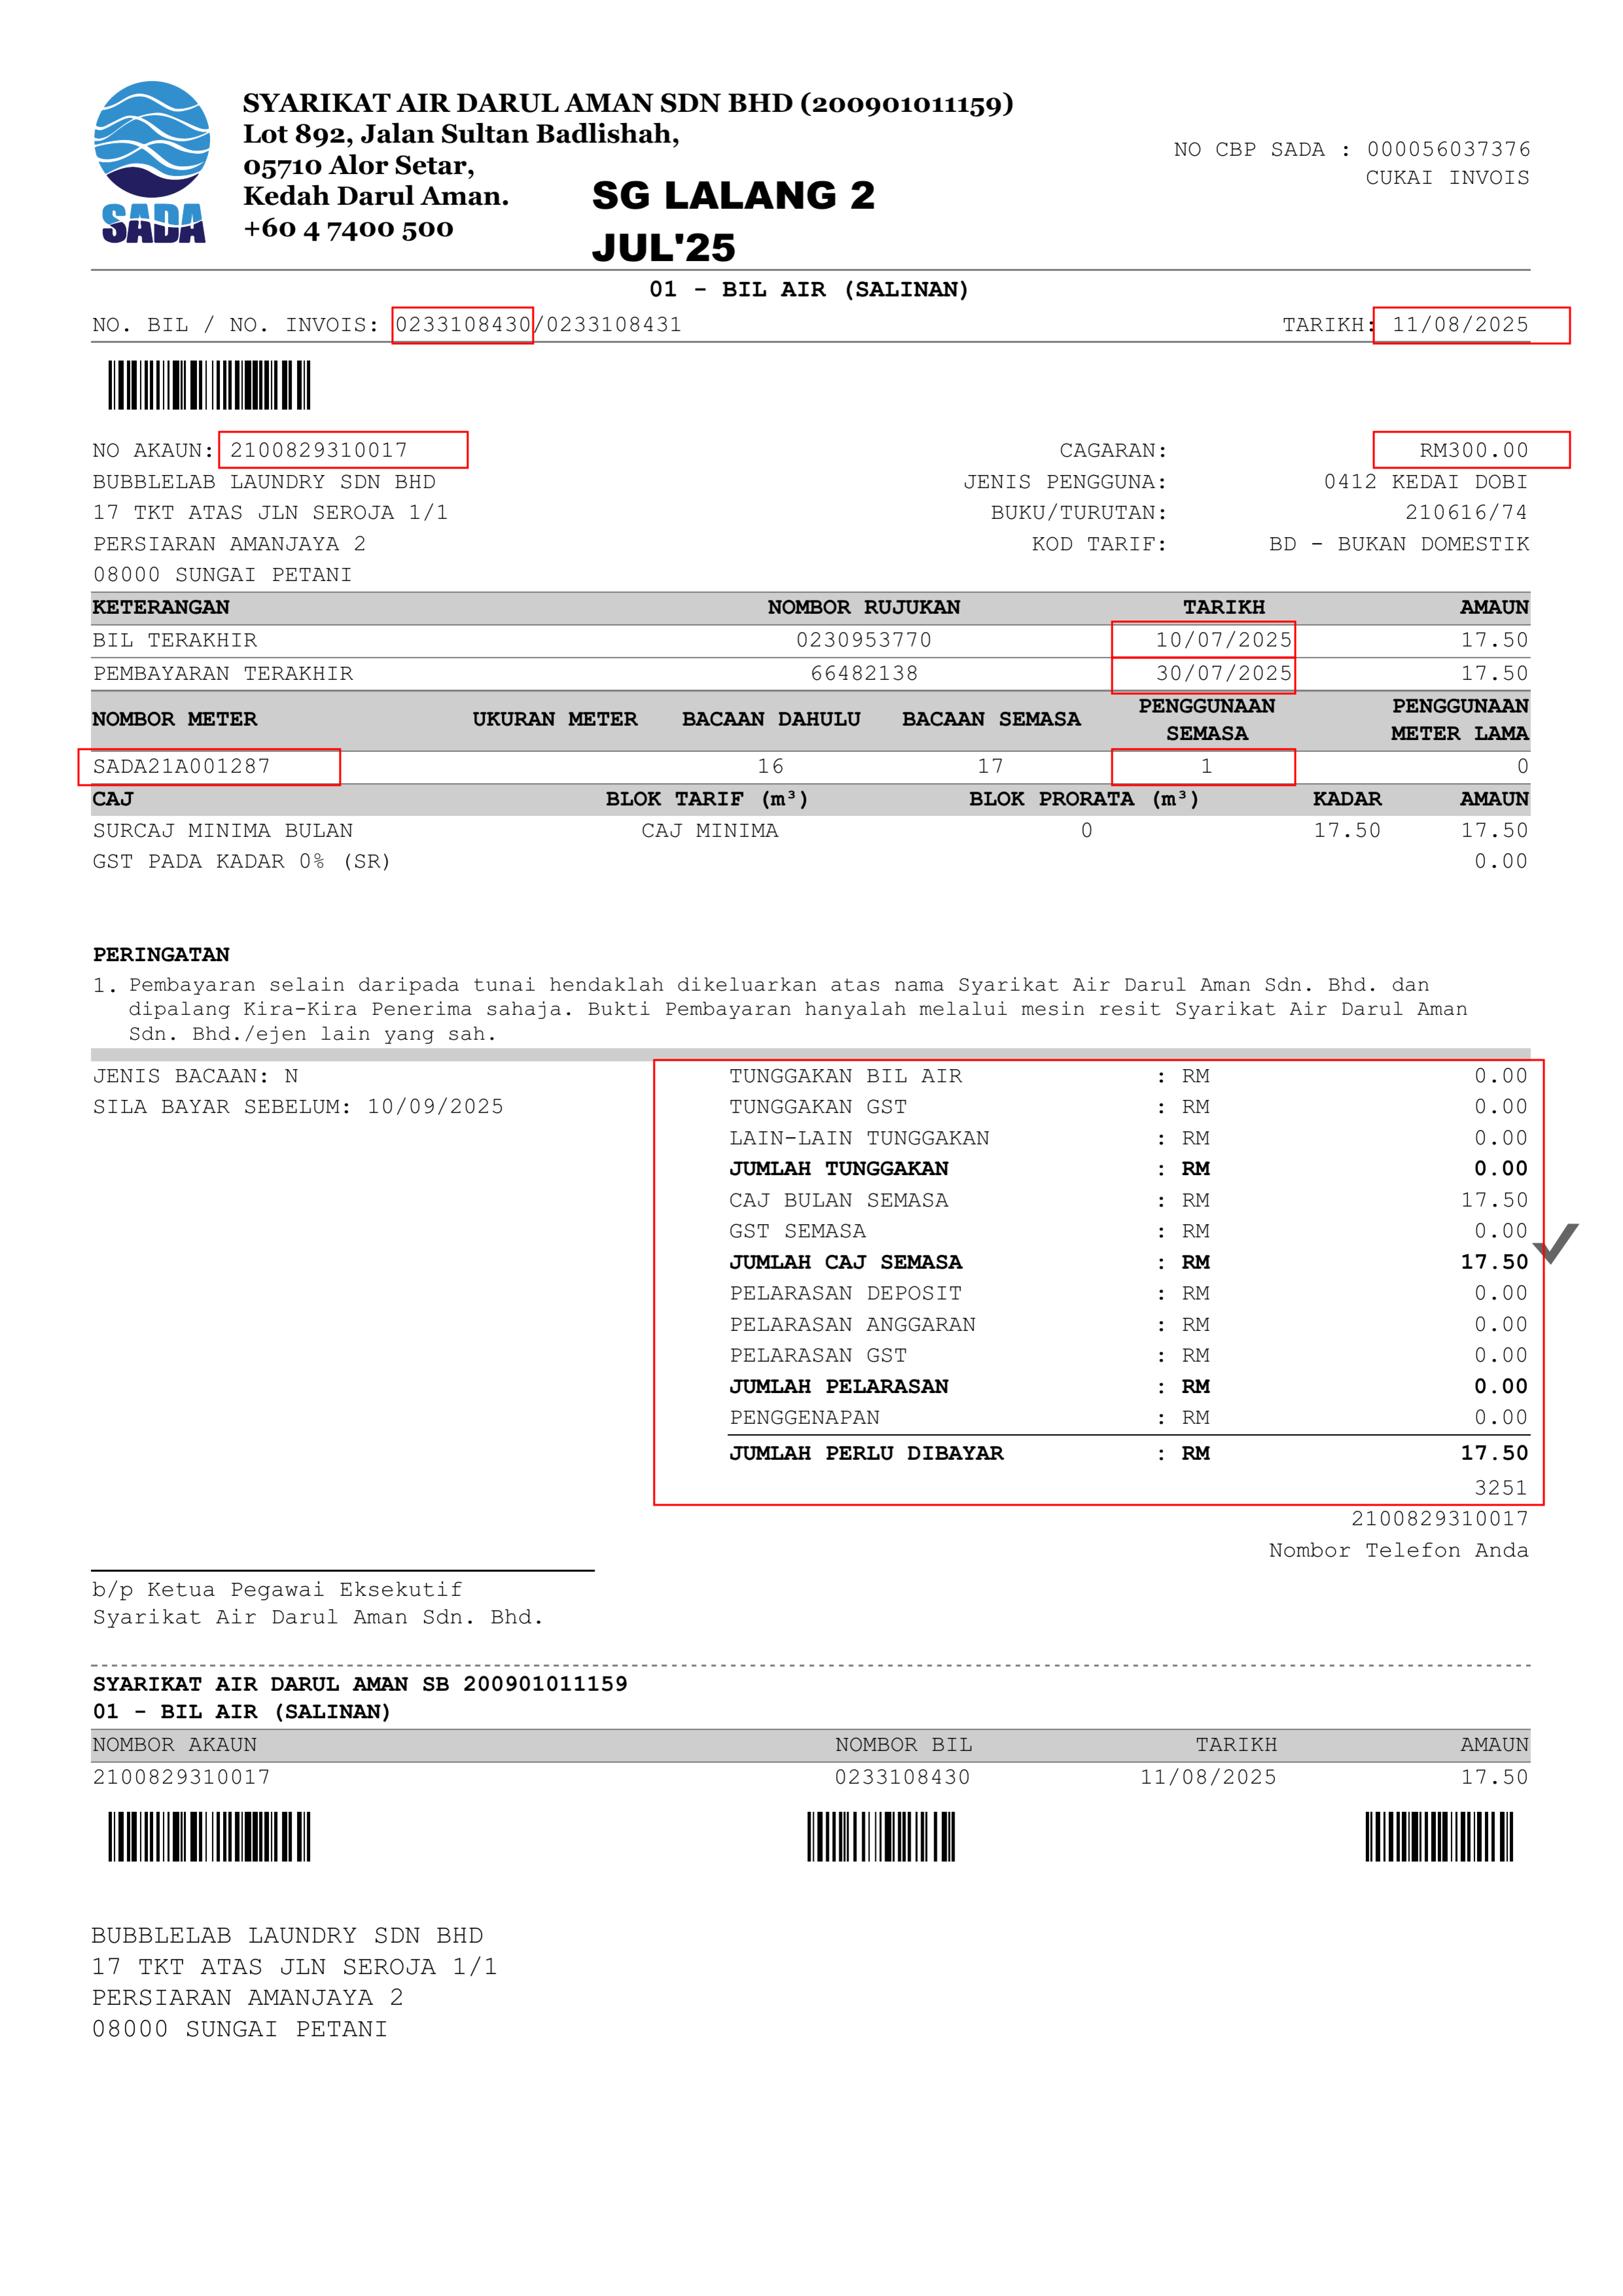 SADA
SYARIKAT AIR DARUL AMAN SDN BHD (200901011159)
Lot 892, Jalan Sultan Badlishah,
05710 Alor Setar,
Kedah Darul Aman.
+60 4 7400 500
SG LALANG 2
JUL'25
NO CBP SADA : 000056037376
CUKAI INVOIS
01 - BIL AIR (SALINAN)
NO. BIL / NO. INVOIS: 0233108430/0233108431 TARIKH: 11/08/2025
NO AKAUN: 2100829310017 CAGARAN: RM300.00
BUBBLELAB LAUNDRY SDN BHD JENIS PENGGUNA: 0412 KEDAI DOBI
17 TKT ATAS JLN SEROJA 1/1 BUKU/TURUTAN: 210616/74
PERSIARAN AMANJAYA 2 KOD TARIF: BD - BUKAN DOMESTIK
08000 SUNGAI PETANI
KETERANGAN NOMBOR RUJUKAN TARIKH AMAUN
BIL TERAKHIR 0230953770 10/07/2025 17.50
PEMBAYARAN TERAKHIR 66482138 30/07/2025 17.50
NOMBOR METER UKURAN METER BACAAN DAHULU BACAAN SEMASA PENGGUNAAN SEMASA PENGGUNAAN METER LAMA
SADA21A001287 16 17 1 0
CAJ BLOK TARIF (m³) BLOK PRORATA (m³) KADAR AMAUN
SURCAJ MINIMA BULAN CAJ MINIMA 0 17.50 17.50
GST PADA KADAR 0% (SR) 0.00
PERINGATAN
1. Pembayaran selain daripada tunai hendaklah dikeluarkan atas nama Syarikat Air Darul Aman Sdn. Bhd. dan
dipalang Kira-Kira Penerima sahaja. Bukti Pembayaran hanyalah melalui mesin resit Syarikat Air Darul Aman
Sdn. Bhd./ejen lain yang sah.
JENIS BACAAN: N
SILA BAYAR SEBELUM: 10/09/2025
TUNGGAKAN BIL AIR : RM 0.00
TUNGGAKAN GST : RM 0.00
LAIN-LAIN TUNGGAKAN : RM 0.00
JUMLAH TUNGGAKAN : RM 0.00
CAJ BULAN SEMASA : RM 17.50
GST SEMASA : RM 0.00
JUMLAH CAJ SEMASA : RM 17.50
PELARASAN DEPOSIT : RM 0.00
PELARASAN ANGGARAN : RM 0.00
PELARASAN GST : RM 0.00
JUMLAH PELARASAN : RM 0.00
PENGGENAPAN : RM 0.00
JUMLAH PERLU DIBAYAR : RM 17.50
3251
2100829310017
Nombor Telefon Anda
b/p Ketua Pegawai Eksekutif
Syarikat Air Darul Aman Sdn. Bhd.
SYARIKAT AIR DARUL AMAN SB 200901011159
01 - BIL AIR (SALINAN)
NOMBOR AKAUN NOMBOR BIL TARIKH AMAUN
2100829310017 0233108430 11/08/2025 17.50
BUBBLELAB LAUNDRY SDN BHD
17 TKT ATAS JLN SEROJA 1/1
PERSIARAN AMANJAYA 2
08000 SUNGAI PETANI